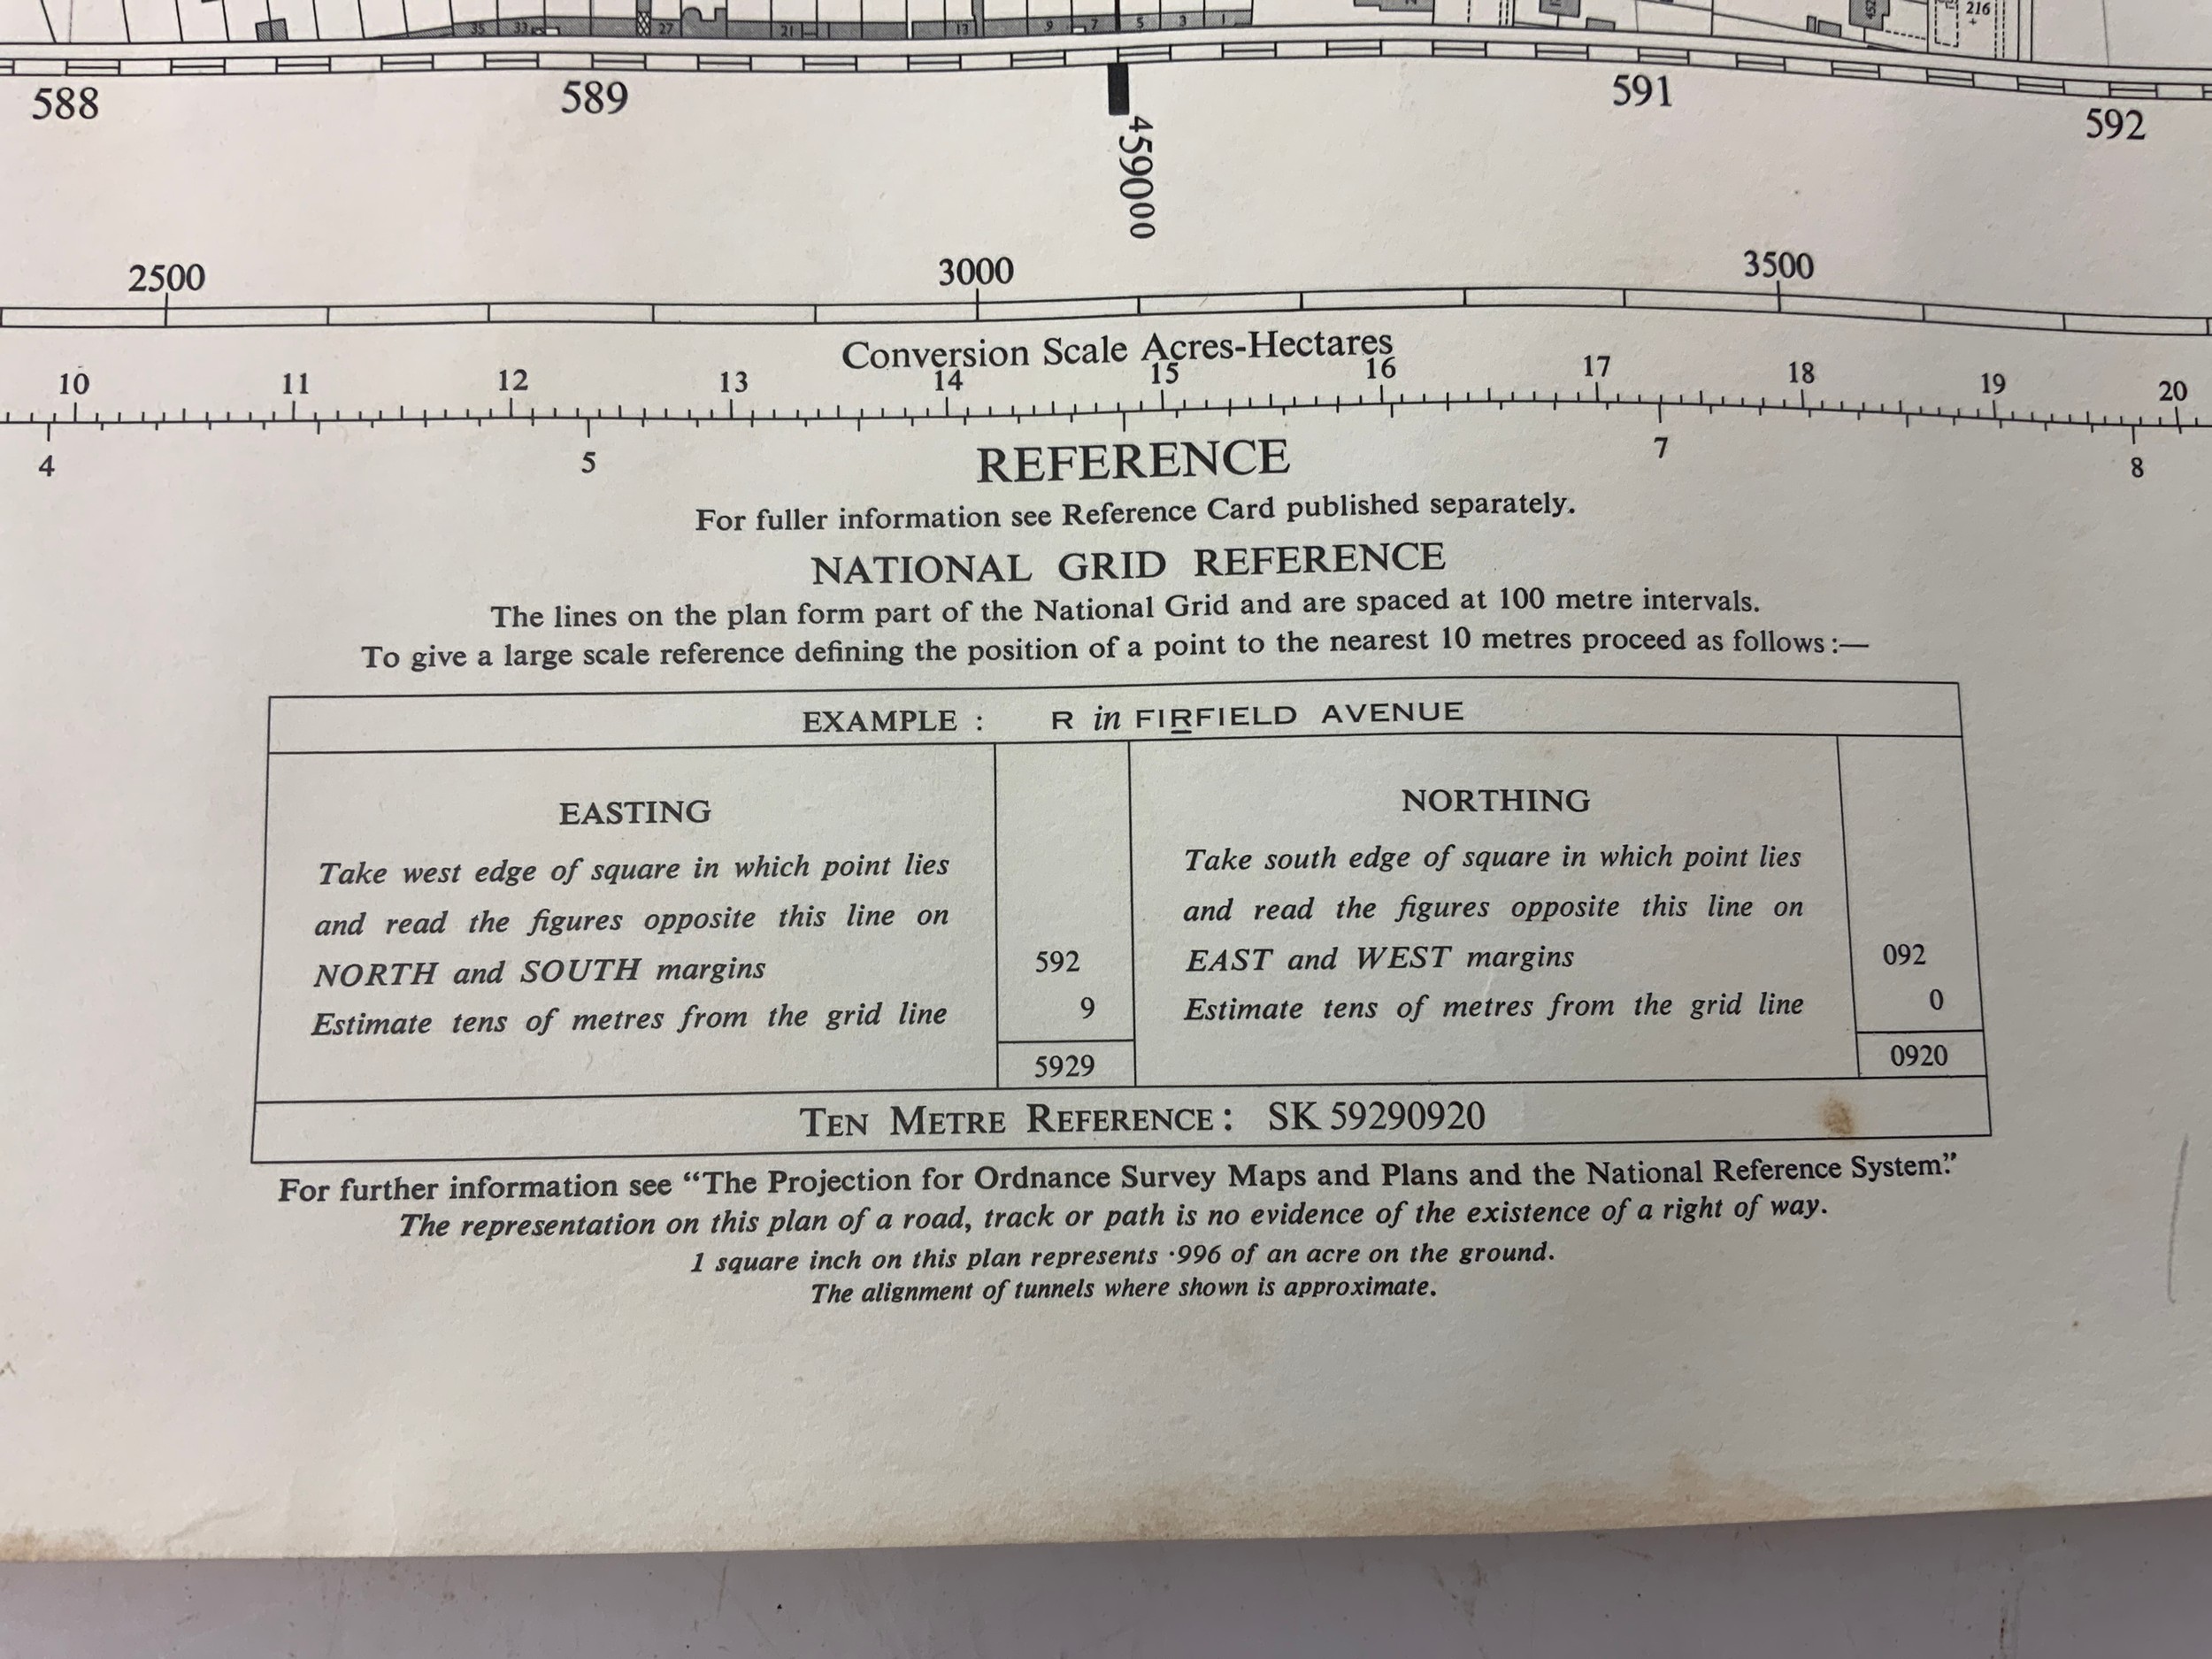 35 33 27 21 13 9 7 5 3 1 216
588 589 591 592
459000
2500 3000 3500
Conversion Scale Acres-Hectares
10 11 12 13 14 15 16 17 18 19 20
4 5 7 8
REFERENCE
For fuller information see Reference Card published separately.
NATIONAL GRID REFERENCE
The lines on the plan form part of the National Grid and are spaced at 100 metre intervals.
To give a large scale reference defining the position of a point to the nearest 10 metres proceed as follows:—
EXAMPLE : R in FIRFIELD AVENUE
EASTING
Take west edge of square in which point lies
and read the figures opposite this line on
NORTH and SOUTH margins 592
Estimate tens of metres from the grid line 9
5929
NORTHING
Take south edge of square in which point lies
and read the figures opposite this line on
EAST and WEST margins 092
Estimate tens of metres from the grid line 0
0920
TEN METRE REFERENCE: SK 59290920
For further information see “The Projection for Ordnance Survey Maps and Plans and the National Reference System.”
The representation on this plan of a road, track or path is no evidence of the existence of a right of way.
1 square inch on this plan represents ·996 of an acre on the ground.
The alignment of tunnels where shown is approximate.